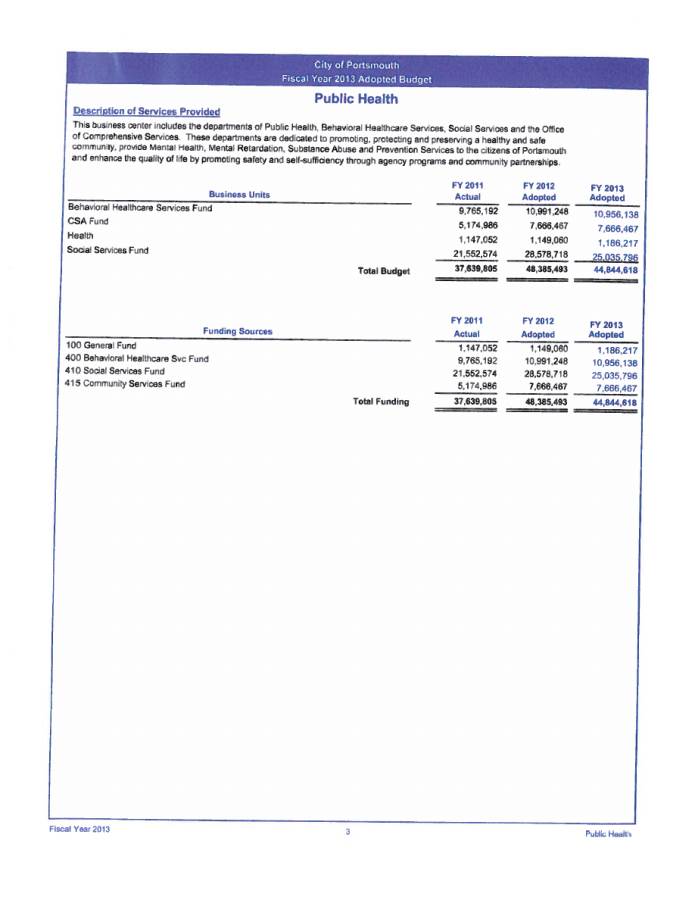 City of Portsmouth
Fiscal Year 2013 Adopted Budget
Public Health
Description of Services Provided
This business center includes the departments of Public Health, Behavioral Healthcare Services, Social Services and the Office
of Comprehensive Services. These departments are dedicated to promoting, protecting and preserving a healthy and safe
community, provide Mental Health, Mental Retardation, Substance Abuse and Prevention Services to the citizens of Portsmouth
and enhance the quality of life by promoting safety and self-sufficiency through agency programs and community partnerships.
FY 2011 FY 2012 FY 2013
Business Units Actual Adopted Adopted
Behavioral Healthcare Services Fund 9,765,192 10,991,248 10,956,138
CSA Fund 5,174,986 7,666,467 7,666,467
Health 1,147,052 1,149,060 1,186,217
Social Services Fund 21,552,574 28,578,718 25,035,796
Total Budget 37,639,805 48,385,493 44,844,618
FY 2011 FY 2012 FY 2013
Funding Sources Actual Adopted Adopted
100 General Fund 1,147,052 1,149,060 1,186,217
400 Behavioral Healthcare Svc Fund 9,765,192 10,991,248 10,956,138
410 Social Services Fund 21,552,574 28,578,718 25,035,796
415 Community Services Fund 5,174,986 7,666,467 7,666,467
Total Funding 37,639,805 48,385,493 44,844,618
Fiscal Year 2013 3 Public Health